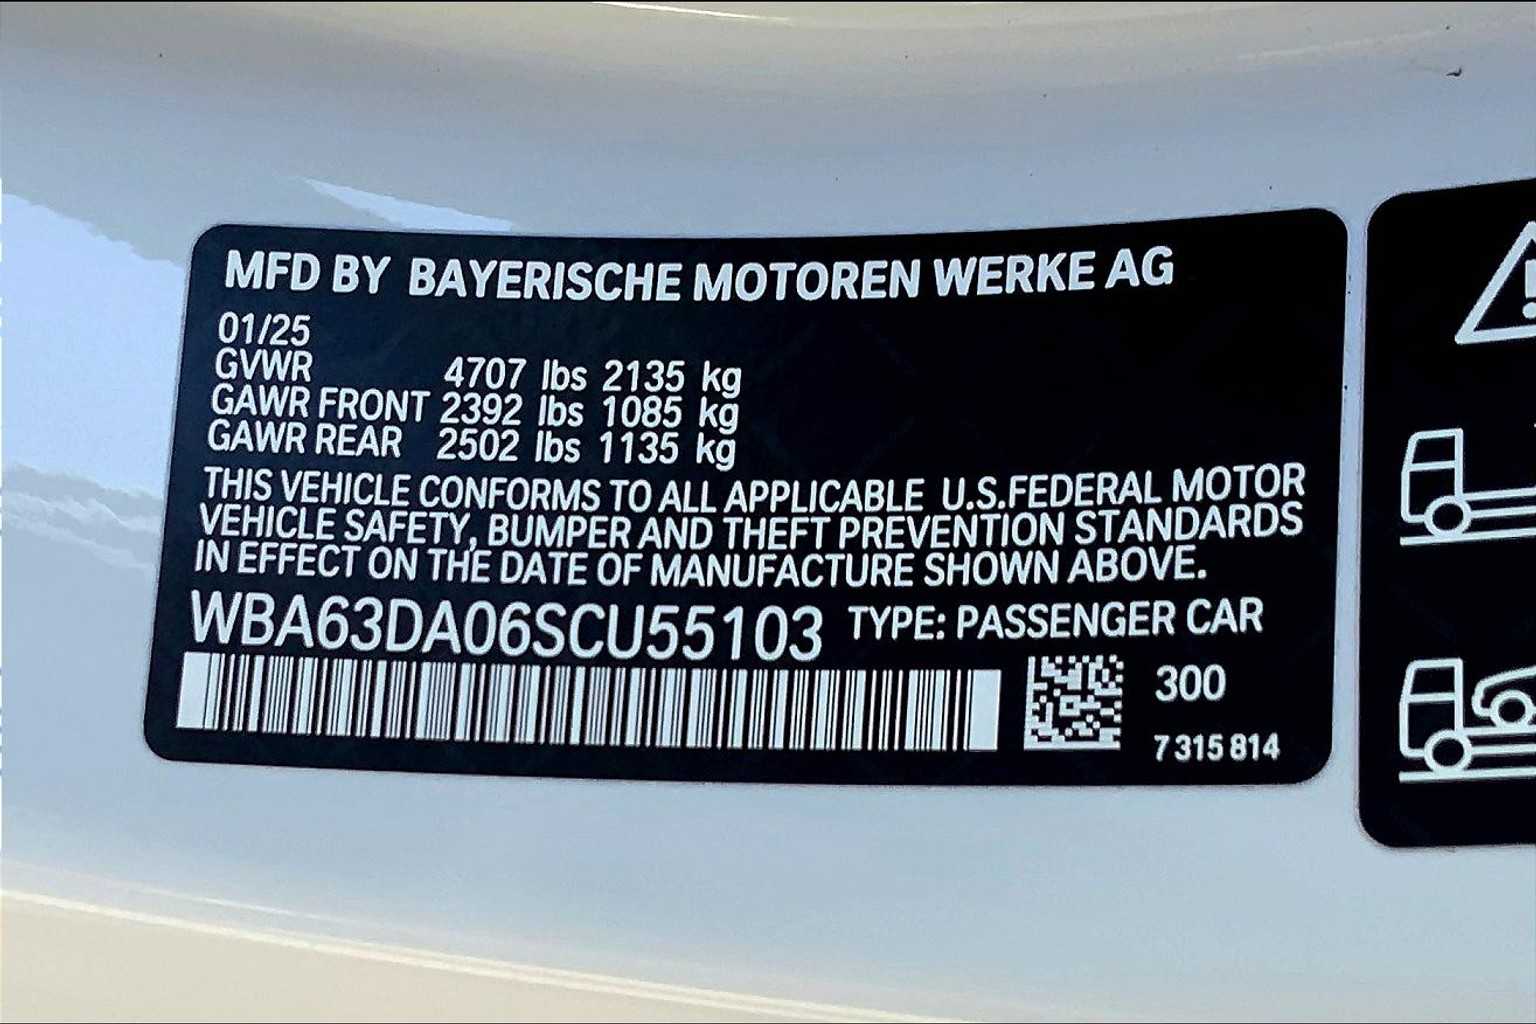 MFD BY BAYERISCHE MOTOREN WERKE AG
01/25
GVWR 4707 lbs 2135 kg
GAWR FRONT 2392 lbs 1085 kg
GAWR REAR 2502 lbs 1135 kg
THIS VEHICLE CONFORMS TO ALL APPLICABLE U.S.FEDERAL MOTOR
VEHICLE SAFETY, BUMPER AND THEFT PREVENTION STANDARDS
IN EFFECT ON THE DATE OF MANUFACTURE SHOWN ABOVE.
WBA63DA06SCU55103 TYPE: PASSENGER CAR
300
7 315 814